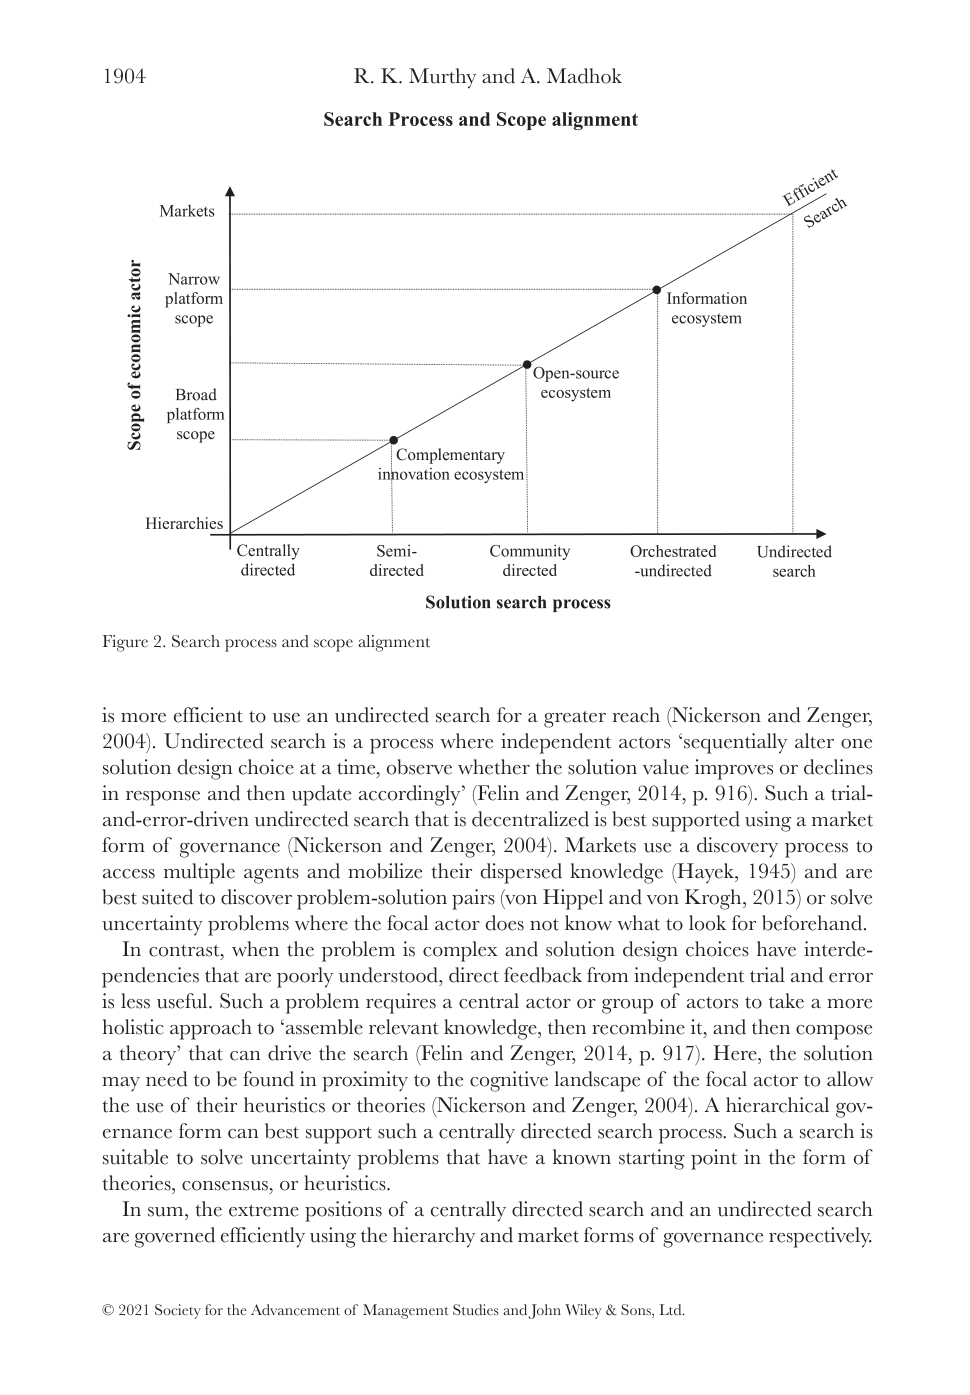 1904
R. K. Murthy and A. Madhok
Search Process and Scope alignment
Efficient
Search
Markets
Narrow
platform
scope
Broad
platform
scope
Hierarchies
Scope of economic actor
Information
ecosystem
Open-source
ecosystem
Complementary
innovation ecosystem
Centrally
directed
Semi-
directed
Community
directed
Orchestrated
-undirected
Undirected
search
Solution search process
Figure 2. Search process and scope alignment
is more efficient to use an undirected search for a greater reach (Nickerson and Zenger,
2004). Undirected search is a process where independent actors ‘sequentially alter one
solution design choice at a time, observe whether the solution value improves or declines
in response and then update accordingly’ (Felin and Zenger, 2014, p. 916). Such a trial-
and-error-driven undirected search that is decentralized is best supported using a market
form of governance (Nickerson and Zenger, 2004). Markets use a discovery process to
access multiple agents and mobilize their dispersed knowledge (Hayek, 1945) and are
best suited to discover problem-solution pairs (von Hippel and von Krogh, 2015) or solve
uncertainty problems where the focal actor does not know what to look for beforehand.
In contrast, when the problem is complex and solution design choices have interde-
pendencies that are poorly understood, direct feedback from independent trial and error
is less useful. Such a problem requires a central actor or group of actors to take a more
holistic approach to ‘assemble relevant knowledge, then recombine it, and then compose
a theory’ that can drive the search (Felin and Zenger, 2014, p. 917). Here, the solution
may need to be found in proximity to the cognitive landscape of the focal actor to allow
the use of their heuristics or theories (Nickerson and Zenger, 2004). A hierarchical gov-
ernance form can best support such a centrally directed search process. Such a search is
suitable to solve uncertainty problems that have a known starting point in the form of
theories, consensus, or heuristics.
In sum, the extreme positions of a centrally directed search and an undirected search
are governed efficiently using the hierarchy and market forms of governance respectively.
© 2021 Society for the Advancement of Management Studies and John Wiley & Sons, Ltd.